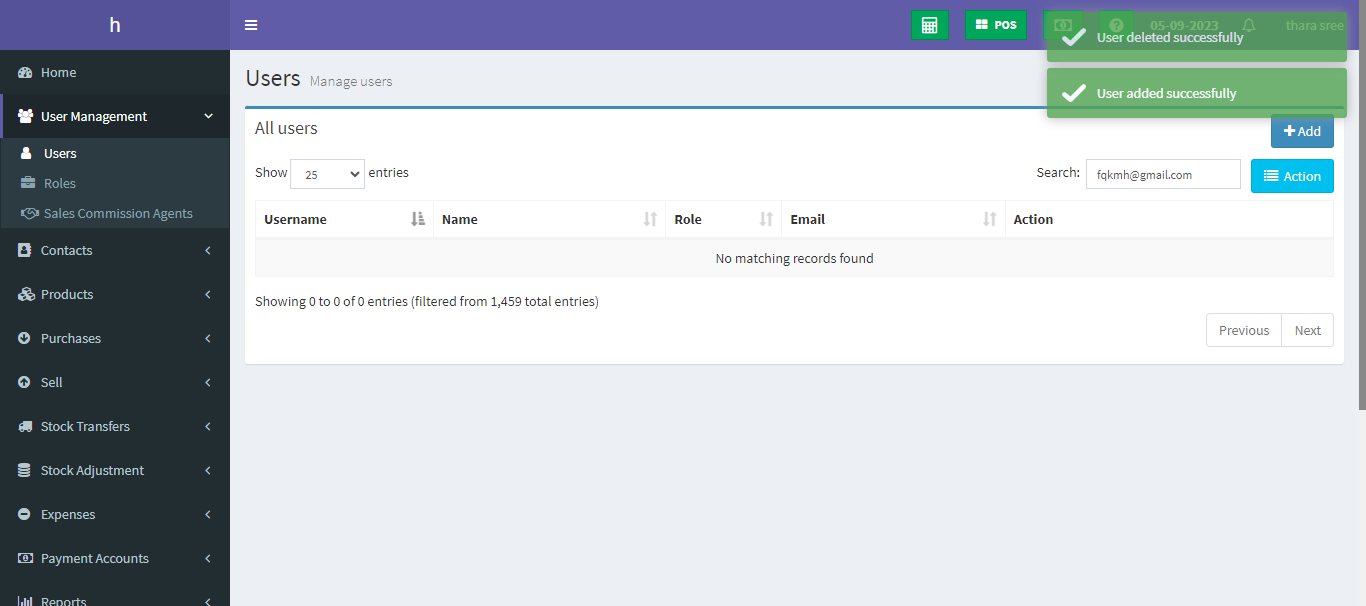 h
POS
05-09-2023
thara sree
User deleted successfully
User added successfully
Home
User Management
Users
Roles
Sales Commission Agents
Contacts
Products
Purchases
Sell
Stock Transfers
Stock Adjustment
Expenses
Payment Accounts
Reports
Users Manage users
All users
Add
Show 25 entries
Search: fqkmh@gmail.com
Action
Username Name Role Email Action
No matching records found
Showing 0 to 0 of 0 entries (filtered from 1,459 total entries)
Previous Next